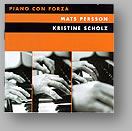 PIANO CON FORZA
MATS PERSSON
KRISTINE SCHOLZ